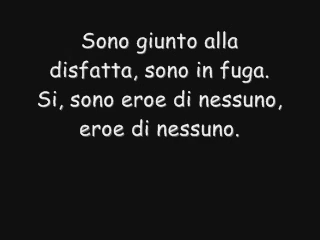 Sono giunto alla
disfatta, sono in fuga.
Si, sono eroe di nessuno,
eroe di nessuno.